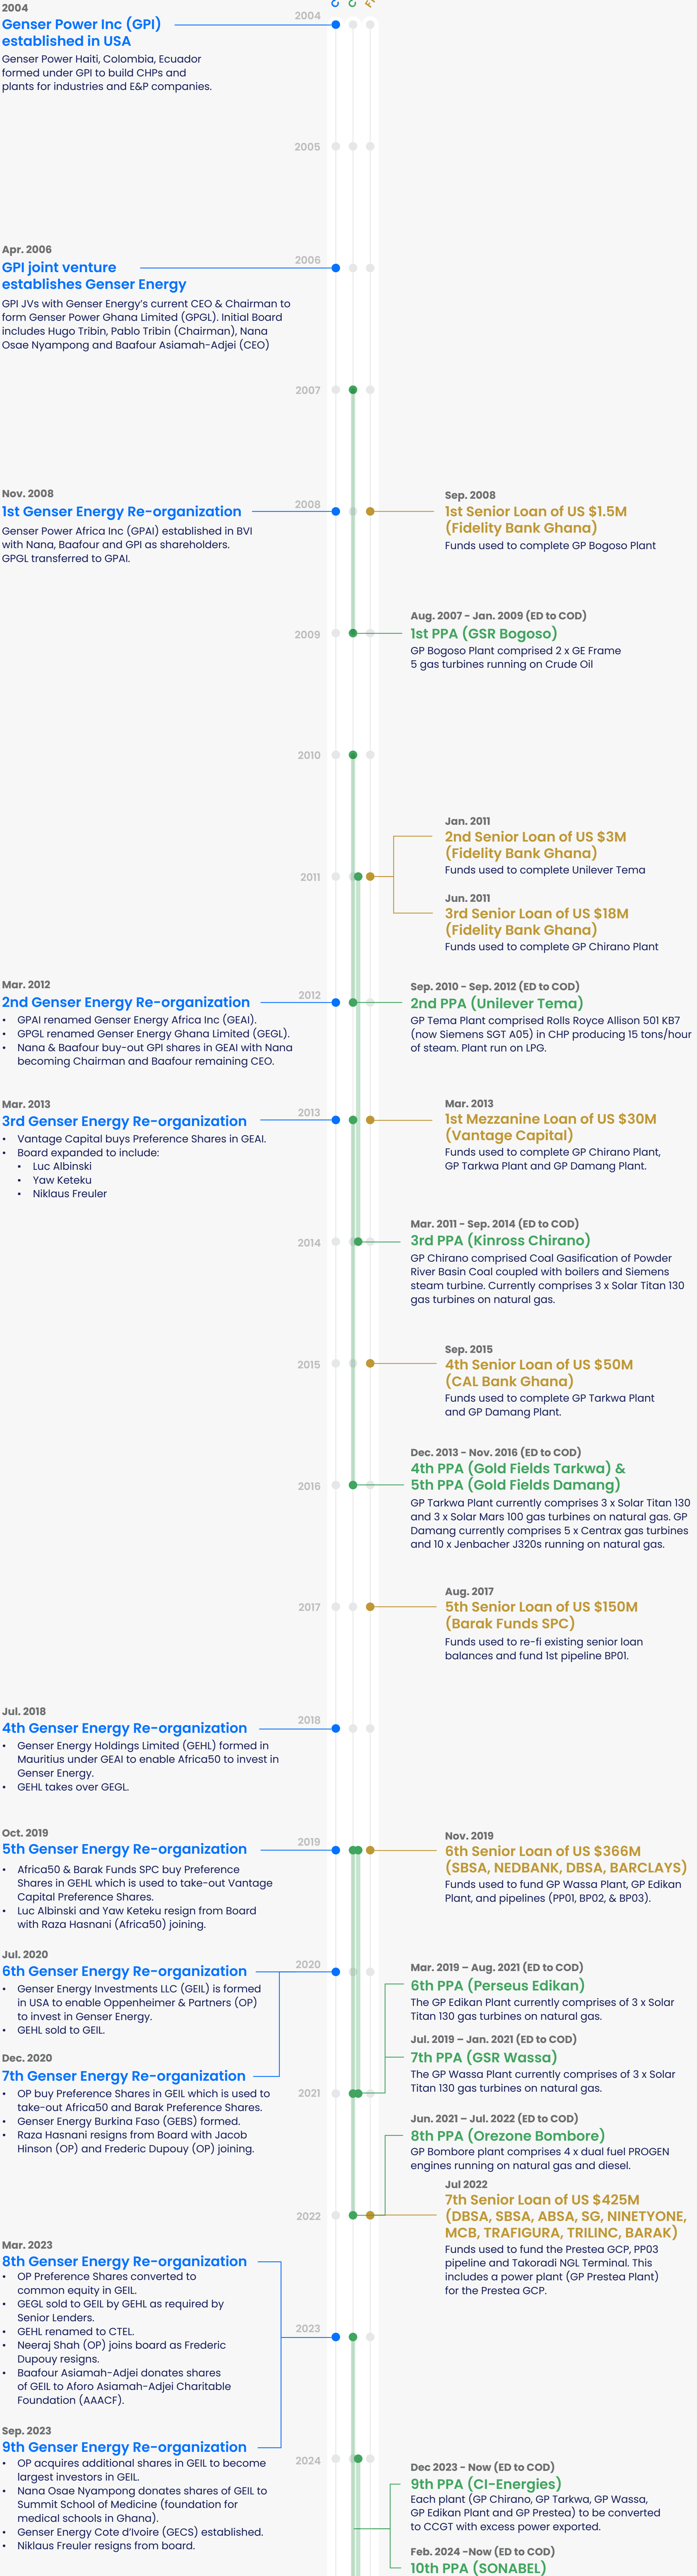 2004
Genser Power Inc (GPI)
established in USA
Genser Power Haiti, Colombia, Ecuador
formed under GPI to build CHPs and
plants for industries and E&P companies.
2004
2005
Apr. 2006
GPI joint venture
establishes Genser Energy
GPI JVs with Genser Energy's current CEO & Chairman to
form Genser Power Ghana Limited (GPGL). Initial Board
includes Hugo Tribin, Pablo Tribin (Chairman), Nana
Osae Nyampong and Baafour Asiamah-Adjei (CEO)
2006
2007
Nov. 2008
1st Genser Energy Re-organization
Genser Power Africa Inc (GPAI) established in BVI
with Nana, Baafour and GPI as shareholders.
GPGL transferred to GPAI.
2008
Sep. 2008
1st Senior Loan of US $1.5M
(Fidelity Bank Ghana)
Funds used to complete GP Bogoso Plant
2009
Aug. 2007 - Jan. 2009 (ED to COD)
1st PPA (GSR Bogoso)
GP Bogoso Plant comprised 2 x GE Frame
5 gas turbines running on Crude Oil
2010
2011
Jan. 2011
2nd Senior Loan of US $3M
(Fidelity Bank Ghana)
Funds used to complete Unilever Tema
Jun. 2011
3rd Senior Loan of US $18M
(Fidelity Bank Ghana)
Funds used to complete GP Chirano Plant
Mar. 2012
2nd Genser Energy Re-organization
• GPAI renamed Genser Energy Africa Inc (GEAI).
• GPGL renamed Genser Energy Ghana Limited (GEGL).
• Nana & Baafour buy-out GPI shares in GEAI with Nana
becoming Chairman and Baafour remaining CEO.
2012
Sep. 2010 - Sep. 2012 (ED to COD)
2nd PPA (Unilever Tema)
GP Tema Plant comprised Rolls Royce Allison 501 KB7
(now Siemens SGT A05) in CHP producing 15 tons/hour
of steam. Plant run on LPG.
Mar. 2013
3rd Genser Energy Re-organization
• Vantage Capital buys Preference Shares in GEAI.
• Board expanded to include:
• Luc Albinski
• Yaw Keteku
• Niklaus Freuler
2013
Mar. 2013
1st Mezzanine Loan of US $30M
(Vantage Capital)
Funds used to complete GP Chirano Plant,
GP Tarkwa Plant and GP Damang Plant.
2014
Mar. 2011 - Sep. 2014 (ED to COD)
3rd PPA (Kinross Chirano)
GP Chirano comprised Coal Gasification of Powder
River Basin Coal coupled with boilers and Siemens
steam turbine. Currently comprises 3 x Solar Titan 130
gas turbines on natural gas.
2015
Sep. 2015
4th Senior Loan of US $50M
(CAL Bank Ghana)
Funds used to complete GP Tarkwa Plant
and GP Damang Plant.
2016
Dec. 2013 - Nov. 2016 (ED to COD)
4th PPA (Gold Fields Tarkwa) &
5th PPA (Gold Fields Damang)
GP Tarkwa Plant currently comprises 3 x Solar Titan 130
and 3 x Solar Mars 100 gas turbines on natural gas. GP
Damang currently comprises 5 x Centrax gas turbines
and 10 x Jenbacher J320s running on natural gas.
2017
Aug. 2017
5th Senior Loan of US $150M
(Barak Funds SPC)
Funds used to re-fi existing senior loan
balances and fund 1st pipeline BP01.
Jul. 2018
4th Genser Energy Re-organization
• Genser Energy Holdings Limited (GEHL) formed in
Mauritius under GEAI to enable Africa50 to invest in
Genser Energy.
• GEHL takes over GEGL.
2018
Oct. 2019
5th Genser Energy Re-organization
• Africa50 & Barak Funds SPC buy Preference
Shares in GEHL which is used to take-out Vantage
Capital Preference Shares.
• Luc Albinski and Yaw Keteku resign from Board
with Raza Hasnani (Africa50) joining.
2019
Nov. 2019
6th Senior Loan of US $366M
(SBSA, NEDBANK, DBSA, BARCLAYS)
Funds used to fund GP Wassa Plant, GP Edikan
Plant, and pipelines (PP01, BP02, & BP03).
Jul. 2020
6th Genser Energy Re-organization
• Genser Energy Investments LLC (GEIL) is formed
in USA to enable Oppenheimer & Partners (OP)
to invest in Genser Energy.
• GEHL sold to GEIL.
2020
Dec. 2020
7th Genser Energy Re-organization
• OP buy Preference Shares in GEIL which is used to
take-out Africa50 and Barak Preference Shares.
• Genser Energy Burkina Faso (GEBS) formed.
• Raza Hasnani resigns from Board with Jacob
Hinson (OP) and Frederic Dupouy (OP) joining.
Mar. 2019 – Aug. 2021 (ED to COD)
6th PPA (Perseus Edikan)
The GP Edikan Plant currently comprises of 3 x Solar
Titan 130 gas turbines on natural gas.
Jul. 2019 – Jan. 2021 (ED to COD)
7th PPA (GSR Wassa)
The GP Wassa Plant currently comprises of 3 x Solar
Titan 130 gas turbines on natural gas.
2021
Jun. 2021 – Jul. 2022 (ED to COD)
8th PPA (Orezone Bombore)
GP Bombore plant comprises 4 x dual fuel PROGEN
engines running on natural gas and diesel.
2022
Jul 2022
7th Senior Loan of US $425M
(DBSA, SBSA, ABSA, SG, NINETYONE,
MCB, TRAFIGURA, TRILINC, BARAK)
Funds used to fund the Prestea GCP, PP03
pipeline and Takoradi NGL Terminal. This
includes a power plant (GP Prestea Plant)
for the Prestea GCP.
Mar. 2023
8th Genser Energy Re-organization
• OP Preference Shares converted to
common equity in GEIL.
• GEGL sold to GEIL by GEHL as required by
Senior Lenders.
• GEHL renamed to CTEL.
• Neeraj Shah (OP) joins board as Frederic
Dupouy resigns.
• Baafour Asiamah-Adjei donates shares
of GEIL to Aforo Asiamah-Adjei Charitable
Foundation (AAACF).
2023
Sep. 2023
9th Genser Energy Re-organization
• OP acquires additional shares in GEIL to become
largest investors in GEIL.
• Nana Osae Nyampong donates shares of GEIL to
Summit School of Medicine (foundation for
medical schools in Ghana).
• Genser Energy Cote d'Ivoire (GECS) established.
• Niklaus Freuler resigns from board.
2024
Dec 2023 - Now (ED to COD)
9th PPA (CI-Energies)
Each plant (GP Chirano, GP Tarkwa, GP Wassa,
GP Edikan Plant and GP Prestea) to be converted
to CCGT with excess power exported.
Feb. 2024 -Now (ED to COD)
10th PPA (SONABEL)